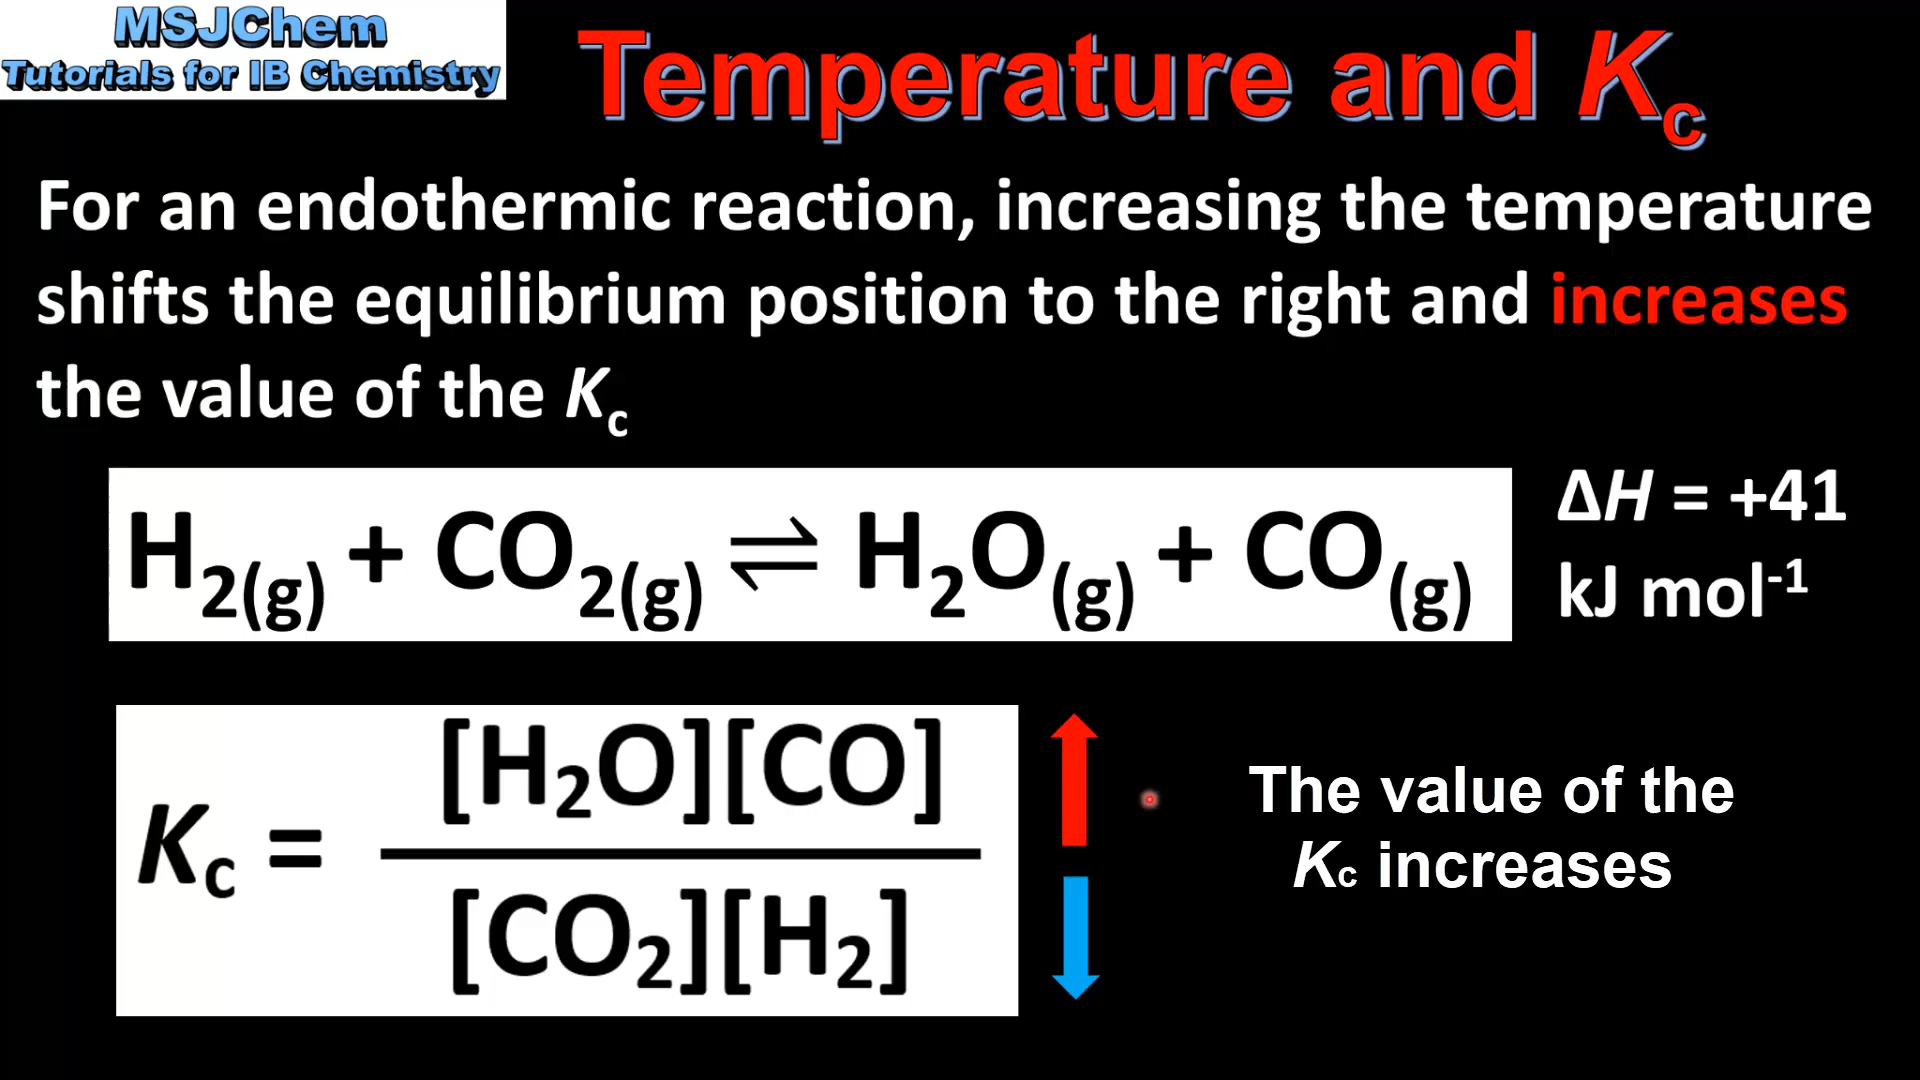 MSJChem
Tutorials for IB Chemistry
Temperature and Kc
For an endothermic reaction, increasing the temperature
shifts the equilibrium position to the right and increases
the value of the Kc
H2(g) + CO2(g) ⇌ H2O(g) + CO(g)
ΔH = +41
kJ mol-1
Kc =
[H2O][CO]
[CO2][H2]
The value of the
Kc increases